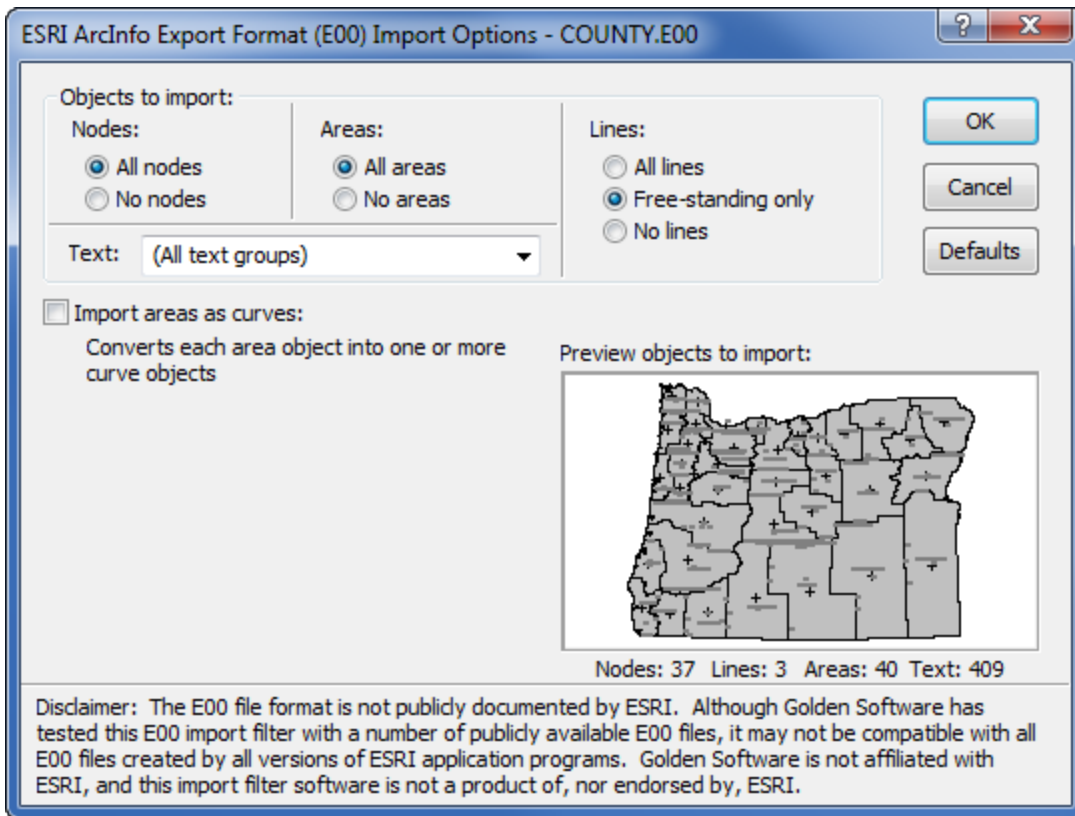 ESRI ArcInfo Export Format (E00) Import Options - COUNTY.E00
?
X
Objects to import:
Nodes:
All nodes
No nodes
Areas:
All areas
No areas
Lines:
All lines
Free-standing only
No lines
Text: (All text groups)
OK
Cancel
Defaults
Import areas as curves:
Converts each area object into one or more
curve objects
Preview objects to import:
Nodes: 37 Lines: 3 Areas: 40 Text: 409
Disclaimer: The E00 file format is not publicly documented by ESRI. Although Golden Software has
tested this E00 import filter with a number of publicly available E00 files, it may not be compatible with all
E00 files created by all versions of ESRI application programs. Golden Software is not affiliated with
ESRI, and this import filter software is not a product of, nor endorsed by, ESRI.